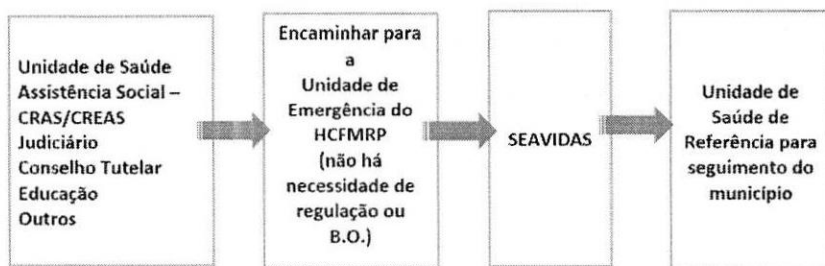 Unidade de Saúde
Assistência Social –
CRAS/CREAS
Judiciário
Conselho Tutelar
Educação
Outros
Encaminhar para
a
Unidade de
Emergência do
HCFMRP
(não há
necessidade de
regulação ou
B.O.)
SEAVIDAS
Unidade de
Saúde de
Referência para
seguimento do
município